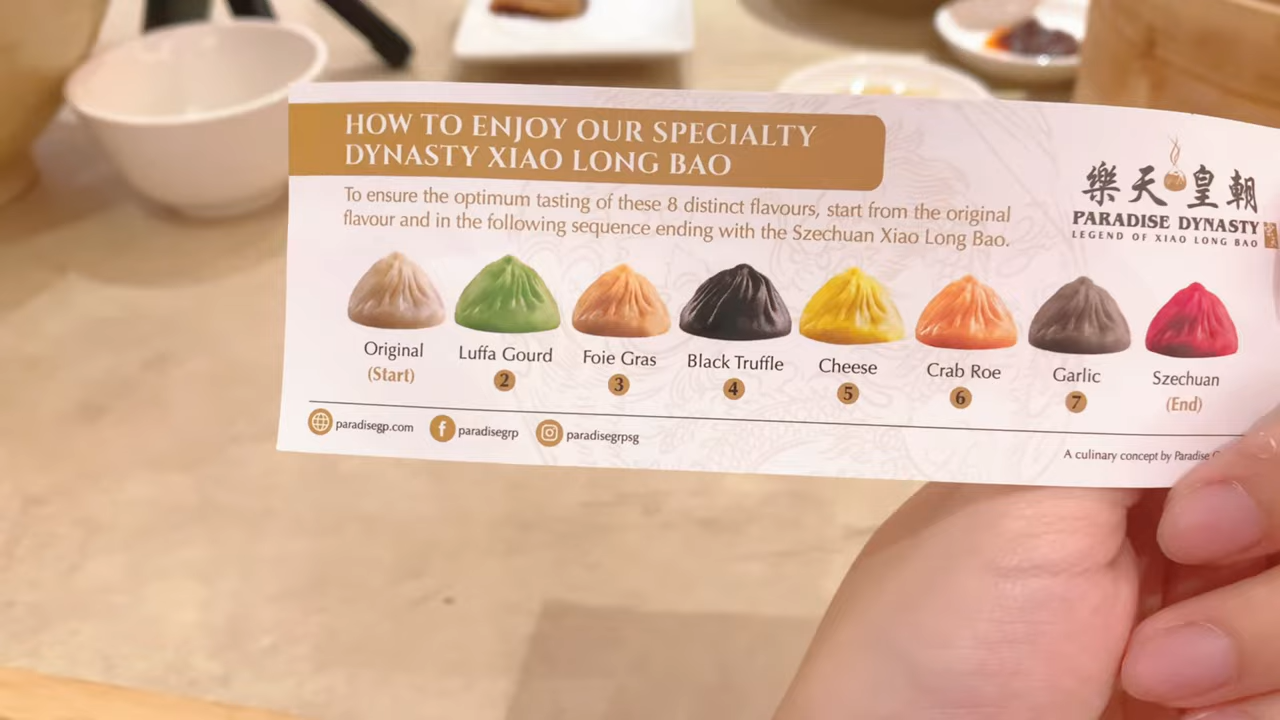 HOW TO ENJOY OUR SPECIALTY
DYNASTY XIAO LONG BAO
To ensure the optimum tasting of these 8 distinct flavours, start from the original
flavour and in the following sequence ending with the Szechuan Xiao Long Bao.
樂天皇朝
PARADISE DYNASTY
LEGEND OF XIAO LONG BAO
Original
(Start)
Luffa Gourd
2
Foie Gras
3
Black Truffle
4
Cheese
5
Crab Roe
6
Garlic
7
Szechuan
(End)
paradisegp.com
paradisegrp
paradisegrpsg
A culinary concept by Paradise